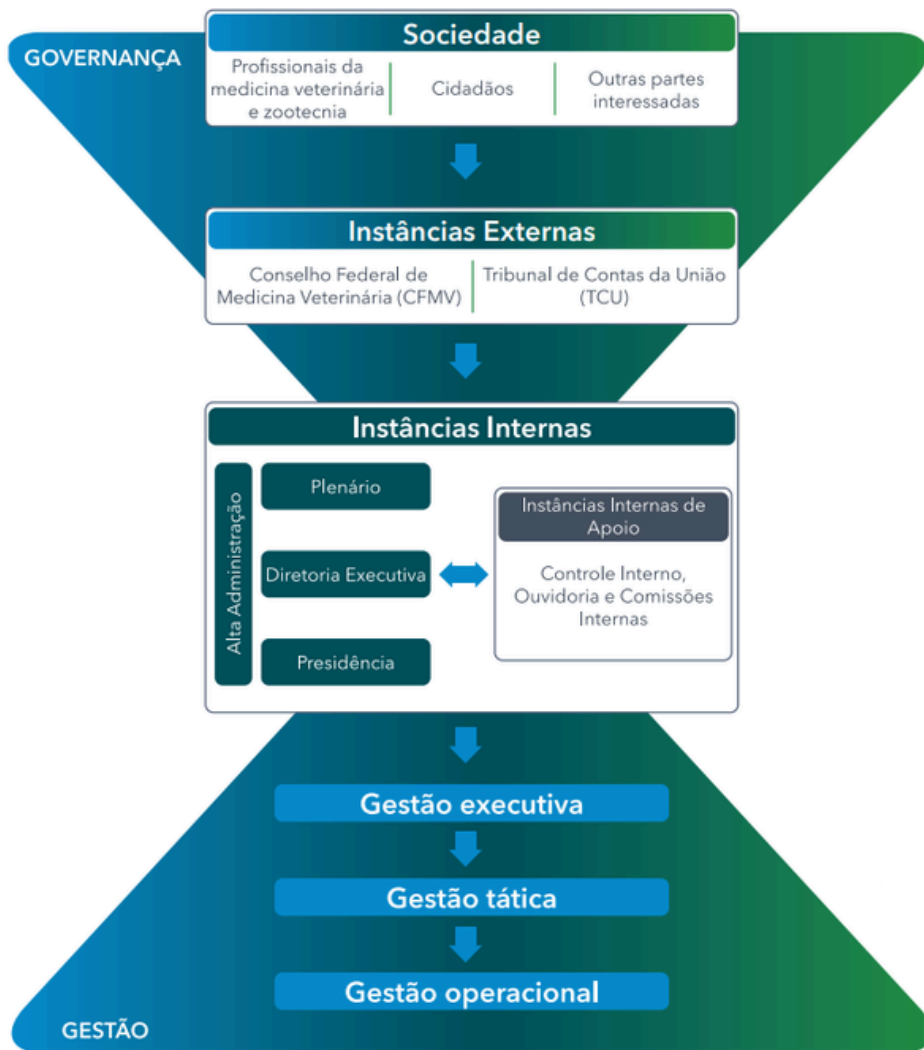 GOVERNANÇA
Sociedade
Profissionais da
medicina veterinária
e zootecnia
Cidadãos
Outras partes
interessadas
Instâncias Externas
Conselho Federal de
Medicina Veterinária (CFMV)
Tribunal de Contas da União
(TCU)
Instâncias Internas
Alta Administração
Plenário
Diretoria Executiva
Presidência
Instâncias Internas de
Apoio
Controle Interno,
Ouvidoria e Comissões
Internas
Gestão executiva
Gestão tática
Gestão operacional
GESTÃO